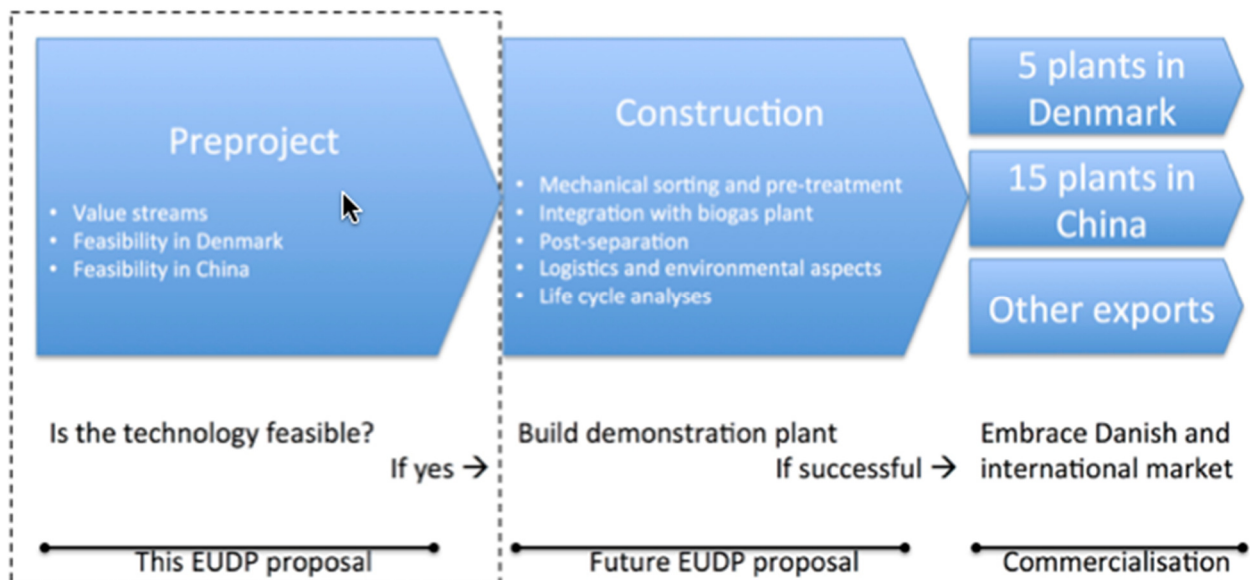 Preproject
• Value streams
• Feasibility in Denmark
• Feasibility in China
Construction
• Mechanical sorting and pre-treatment
• Integration with biogas plant
• Post-separation
• Logistics and environmental aspects
• Life cycle analyses
5 plants in
Denmark
15 plants in
China
Other exports
Is the technology feasible?
If yes →
Build demonstration plant
If successful →
Embrace Danish and
international market
This EUDP proposal
Future EUDP proposal
Commercialisation